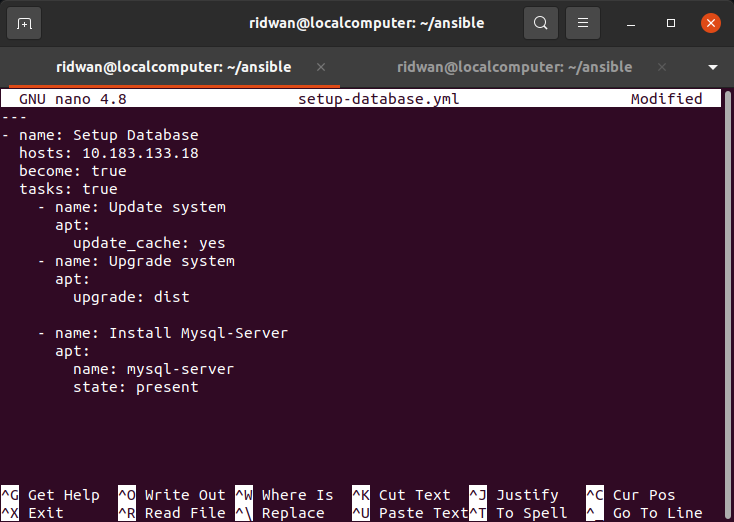 ridwan@localcomputer: ~/ansible
ridwan@localcomputer: ~/ansible × ridwan@localcomputer: ~/ansible ×
GNU nano 4.8 setup-database.yml Modified
---
- name: Setup Database
  hosts: 10.183.133.18
  become: true
  tasks: true
    - name: Update system
      apt:
        update_cache: yes
    - name: Upgrade system
      apt:
        upgrade: dist
    - name: Install Mysql-Server
      apt:
        name: mysql-server
        state: present
^G Get Help ^O Write Out ^W Where Is ^K Cut Text ^J Justify ^C Cur Pos
^X Exit ^R Read File ^\ Replace ^U Paste Text ^T To Spell ^_ Go To Line